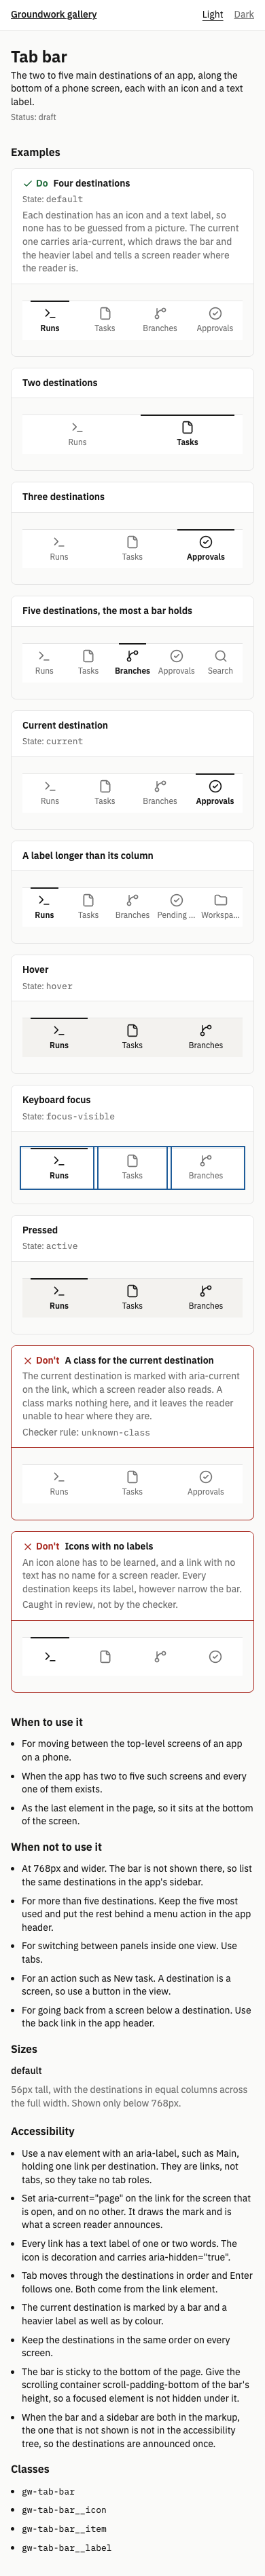 Groundwork gallery Light Dark
Tab bar
The two to five main destinations of an app, along the
bottom of a phone screen, each with an icon and a text
label.
Status: draft
Examples
Do Four destinations
State: default
Each destination has an icon and a text label, so
none has to be guessed from a picture. The current
one carries aria-current, which draws the bar and
the heavier label and tells a screen reader where
the reader is.
Runs Tasks Branches Approvals
Two destinations
Runs Tasks
Three destinations
Runs Tasks Approvals
Five destinations, the most a bar holds
Runs Tasks Branches Approvals Search
Current destination
State: current
Runs Tasks Branches Approvals
A label longer than its column
Runs Tasks Branches Pending ... Workspa...
Hover
State: hover
Runs Tasks Branches
Keyboard focus
State: focus-visible
Runs Tasks Branches
Pressed
State: active
Runs Tasks Branches
Don't A class for the current destination
The current destination is marked with aria-current
on the link, which a screen reader also reads. A
class marks nothing here, and it leaves the reader
unable to hear where they are.
Checker rule: unknown-class
Runs Tasks Approvals
Don't Icons with no labels
An icon alone has to be learned, and a link with no
text has no name for a screen reader. Every
destination keeps its label, however narrow the bar.
Caught in review, not by the checker.
When to use it
• For moving between the top-level screens of an app
on a phone.
• When the app has two to five such screens and every
one of them exists.
• As the last element in the page, so it sits at the bottom
of the screen.
When not to use it
• At 768px and wider. The bar is not shown there, so list
the same destinations in the app's sidebar.
• For more than five destinations. Keep the five most
used and put the rest behind a menu action in the app
header.
• For switching between panels inside one view. Use
tabs.
• For an action such as New task. A destination is a
screen, so use a button in the view.
• For going back from a screen below a destination. Use
the back link in the app header.
Sizes
default
56px tall, with the destinations in equal columns across
the full width. Shown only below 768px.
Accessibility
• Use a nav element with an aria-label, such as Main,
holding one link per destination. They are links, not
tabs, so they take no tab roles.
• Set aria-current="page" on the link for the screen that
is open, and on no other. It draws the mark and is
what a screen reader announces.
• Every link has a text label of one or two words. The
icon is decoration and carries aria-hidden="true".
• Tab moves through the destinations in order and Enter
follows one. Both come from the link element.
• The current destination is marked by a bar and a
heavier label as well as by colour.
• Keep the destinations in the same order on every
screen.
• The bar is sticky to the bottom of the page. Give the
scrolling container scroll-padding-bottom of the bar's
height, so a focused element is not hidden under it.
• When the bar and a sidebar are both in the markup,
the one that is not shown is not in the accessibility
tree, so the destinations are announced once.
Classes
• gw-tab-bar
• gw-tab-bar__icon
• gw-tab-bar__item
• gw-tab-bar__label